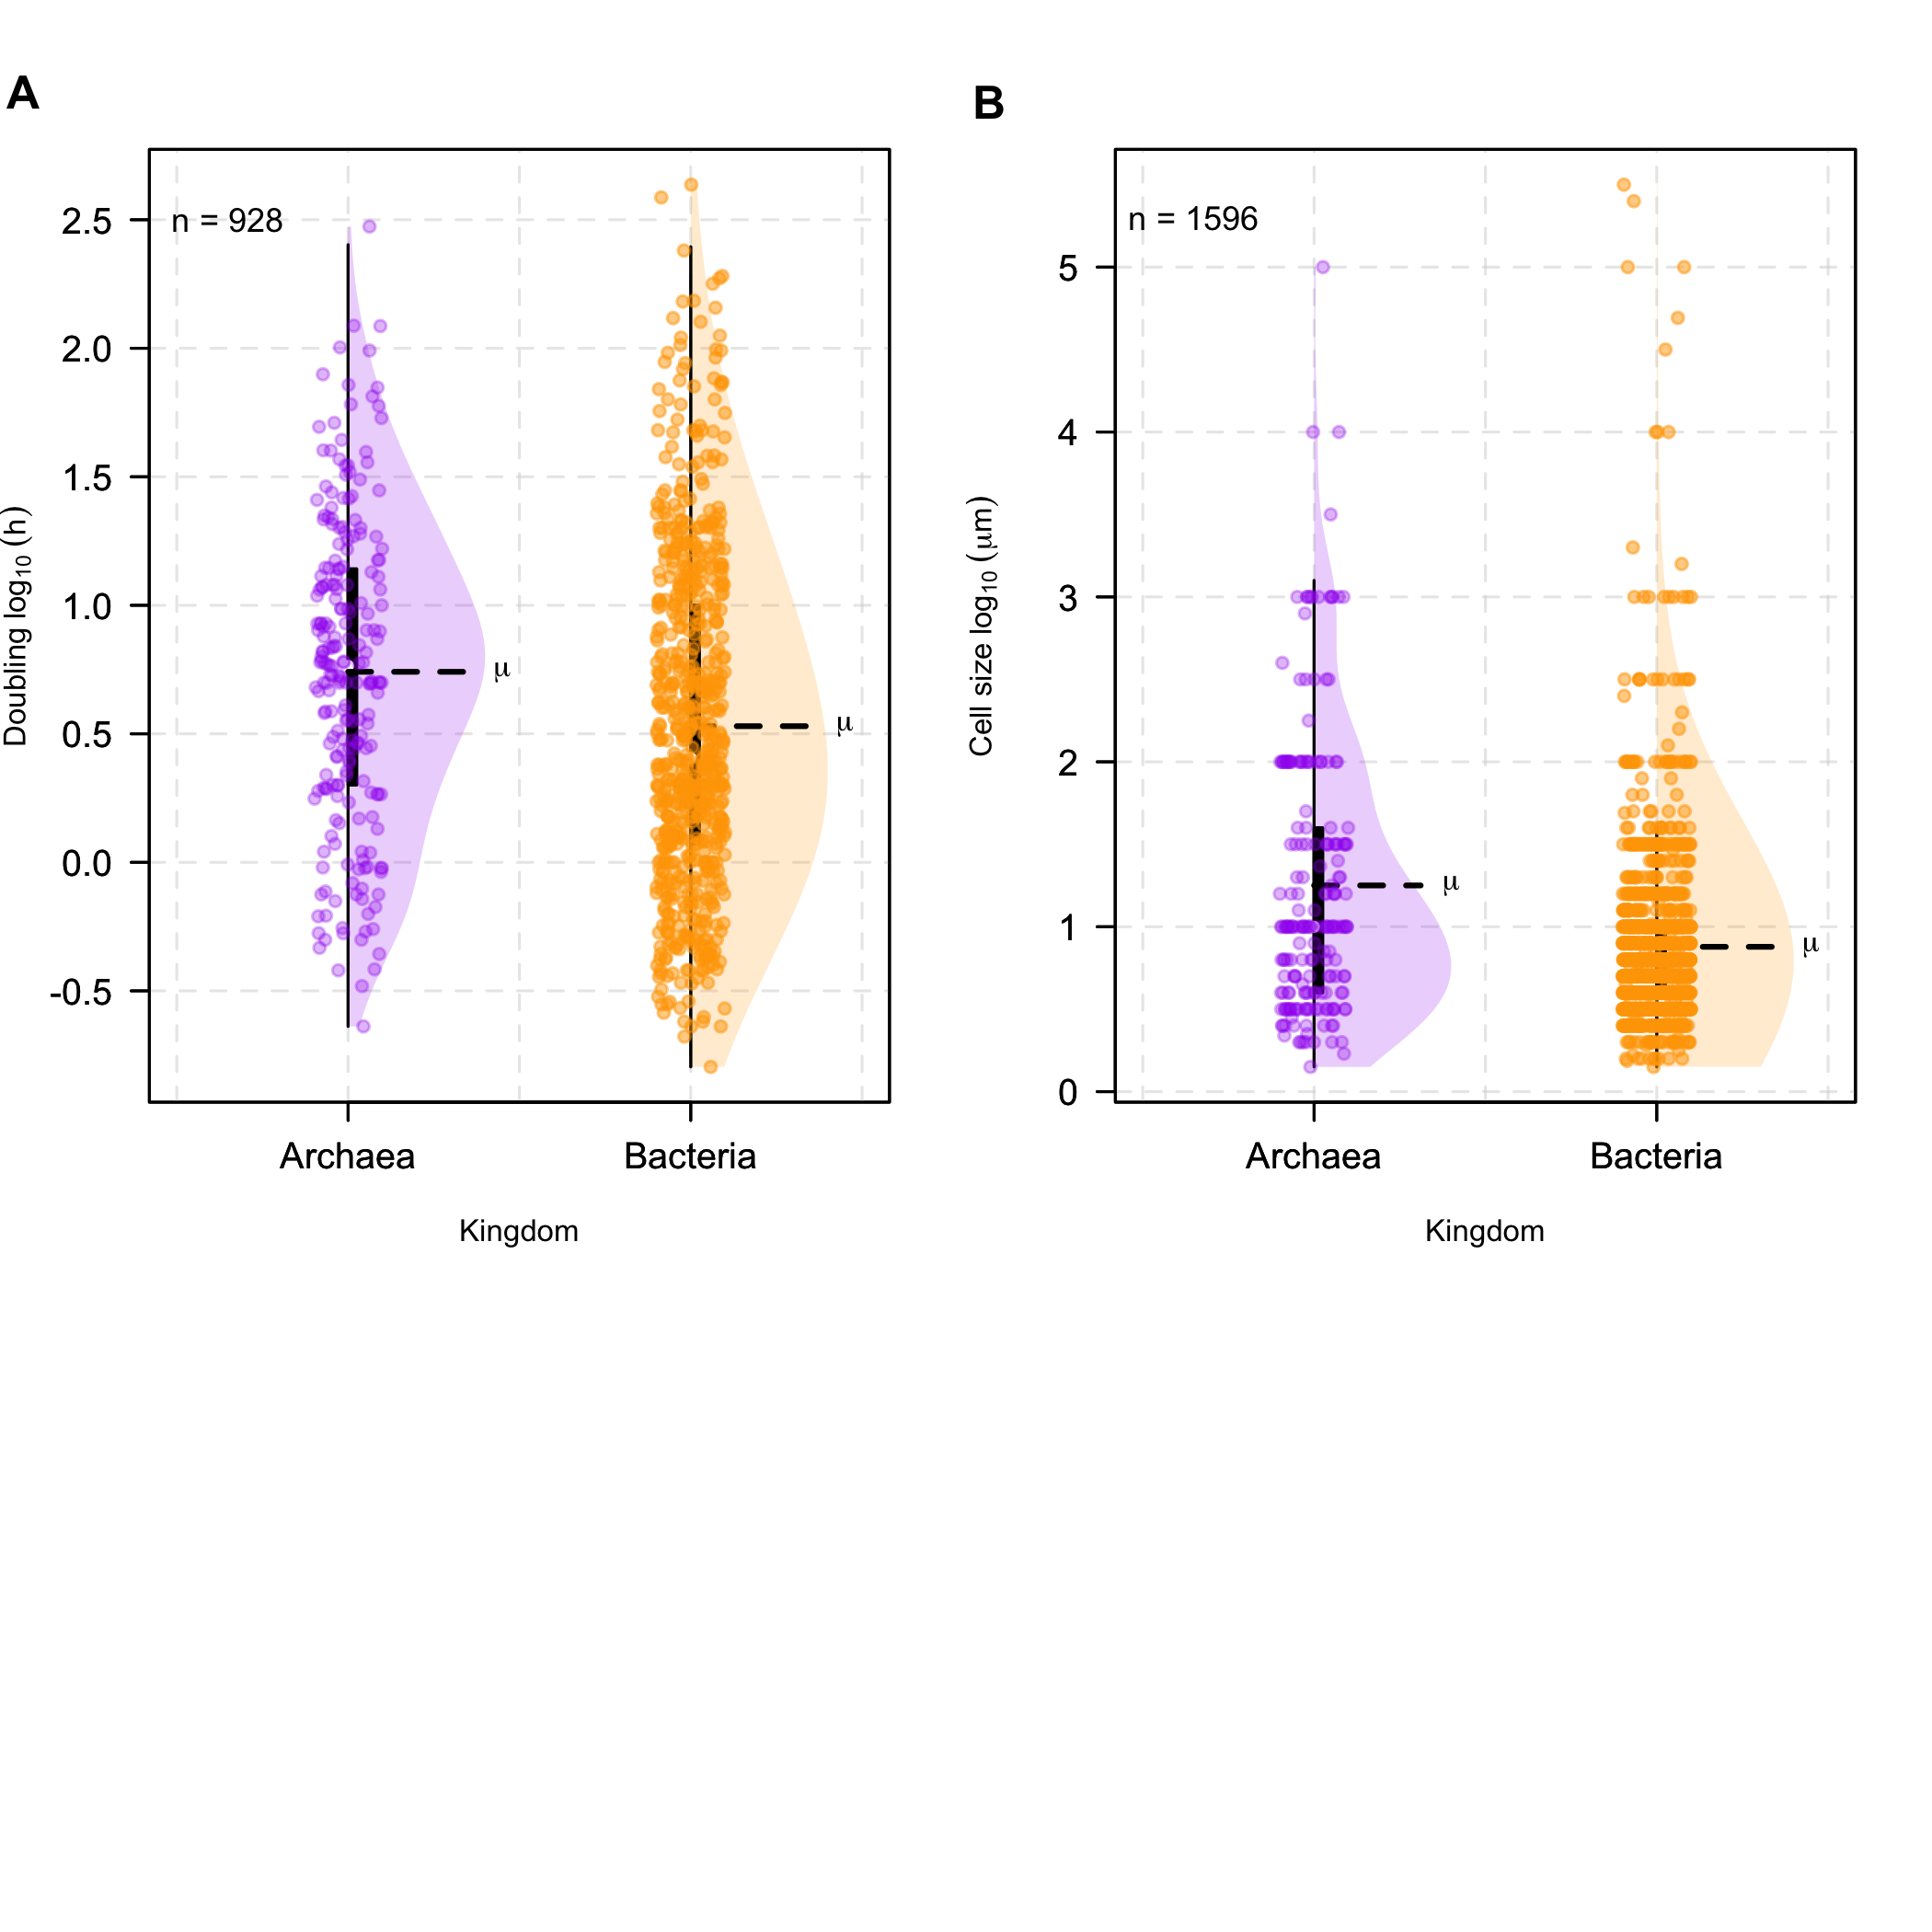 A
n = 928
2.5
2.0
1.5
1.0
0.5
0.0
-0.5
Doubling log10 (h)
μ
μ
Archaea
Bacteria
Kingdom
B
n = 1596
5
4
3
2
1
0
Cell size log10 (μm)
μ
μ
Archaea
Bacteria
Kingdom